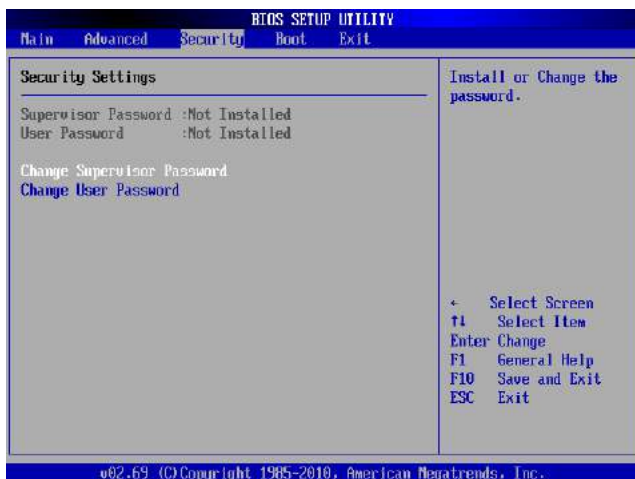 BIOS SETUP UTILITY
Main Advanced Security Boot Exit
Security Settings
Supervisor Password :Not Installed
User Password :Not Installed
Change Supervisor Password
Change User Password
Install or Change the
password.
← Select Screen
↑↓ Select Item
Enter Change
F1 General Help
F10 Save and Exit
ESC Exit
v02.69 (C)Copyright 1985-2010, American Megatrends, Inc.